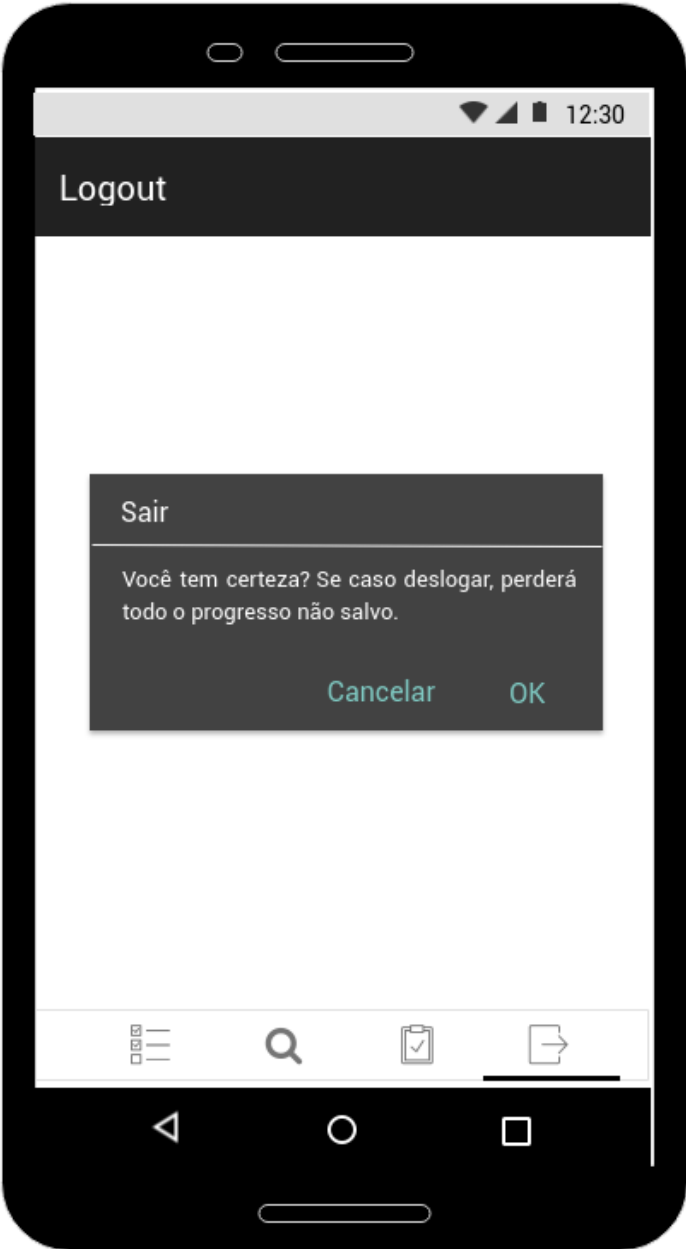 12:30
Logout
Sair
Você tem certeza? Se caso deslogar, perderá
todo o progresso não salvo.
Cancelar OK